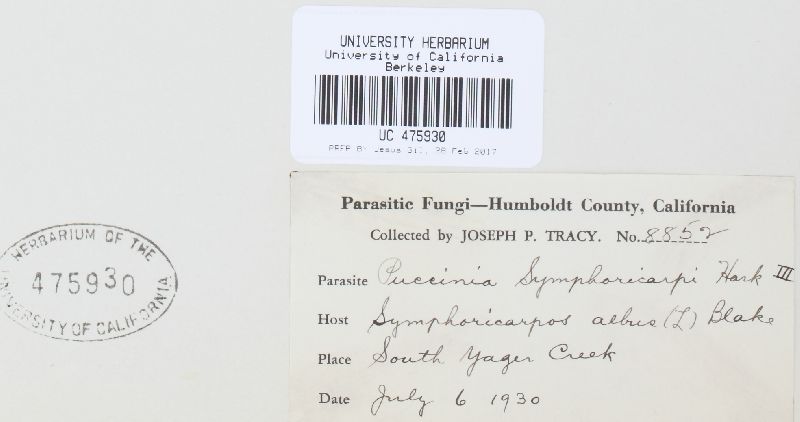 UNIVERSITY HERBARIUM
University of California
Berkeley
UC 475930
PREP BY Jesus Gil, 28 Feb 2017
Parasitic Fungi—Humboldt County, California
Collected by JOSEPH P. TRACY. No. 8852
Parasite Puccinia Symphoricarpi Hark III
Host Symphoricarpos albus (L) Blake
Place South Yager Creek
Date July 6 1930
HERBARIUM OF THE
475930
UNIVERSITY OF CALIFORNIA